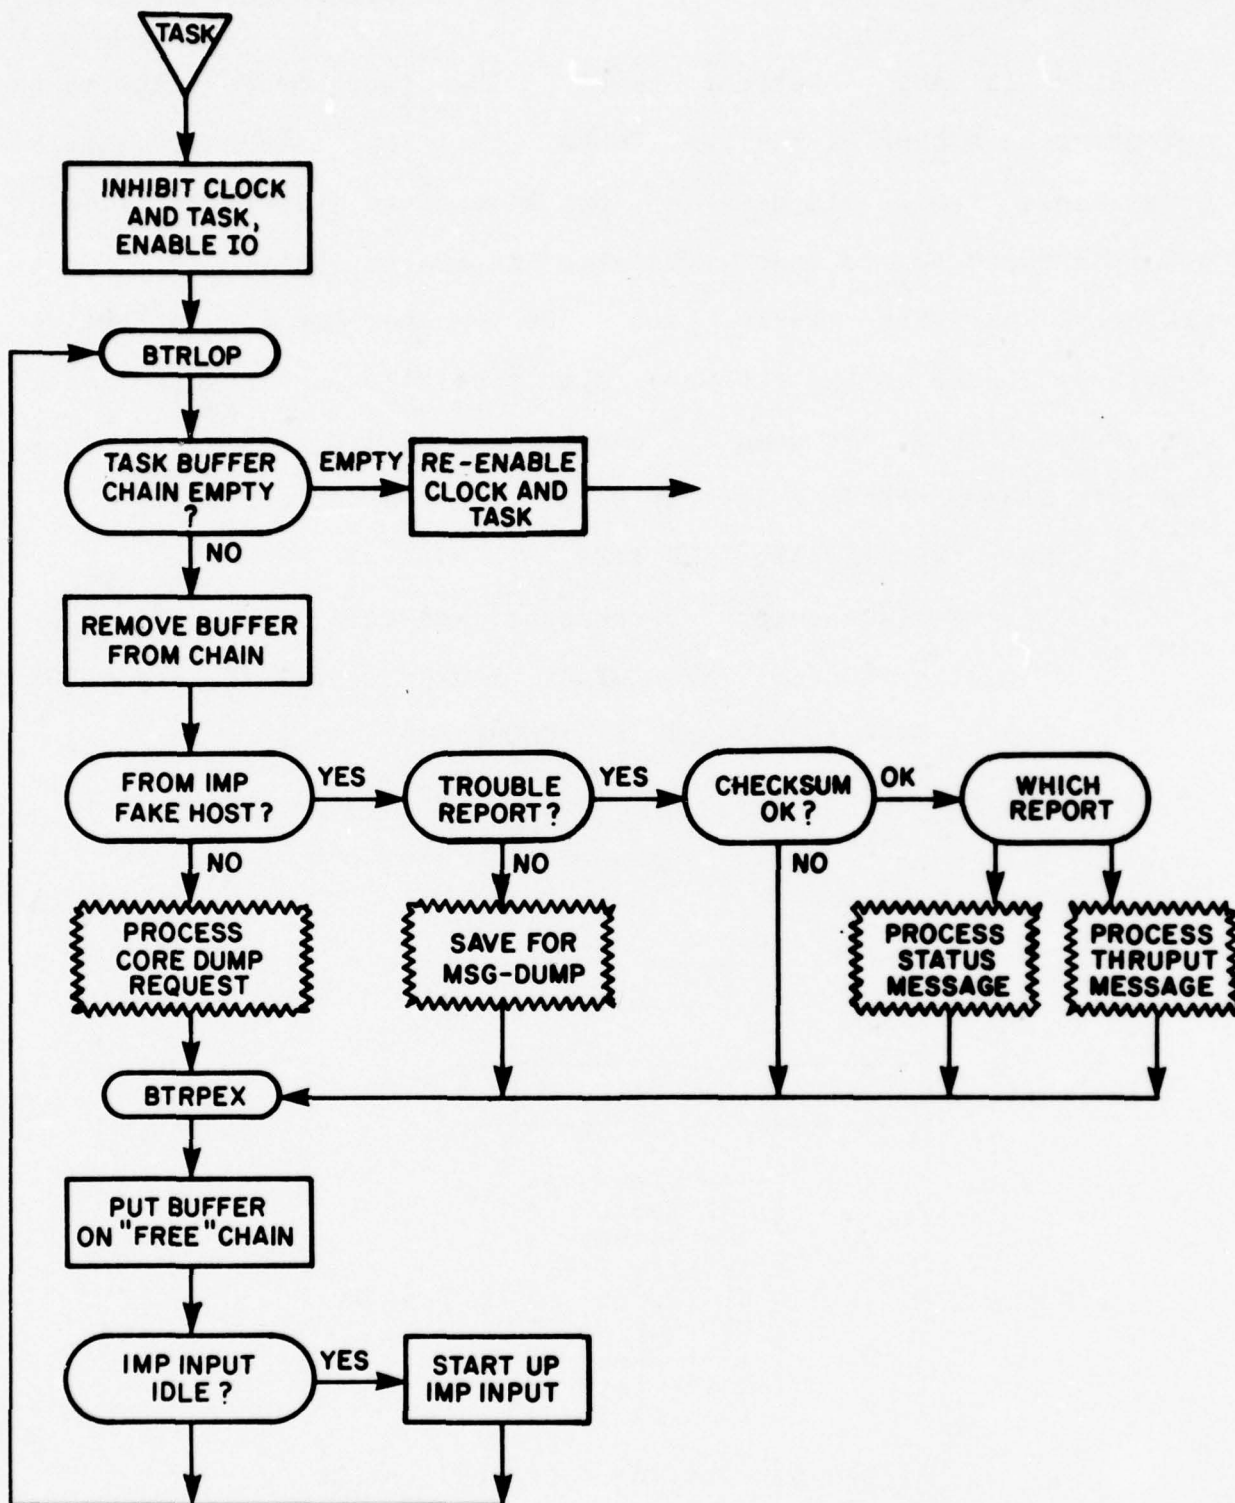 TASK
INHIBIT CLOCK
AND TASK,
ENABLE IO
BTRLOP
TASK BUFFER
CHAIN EMPTY
?
EMPTY
RE-ENABLE
CLOCK AND
TASK
NO
REMOVE BUFFER
FROM CHAIN
FROM IMP
FAKE HOST?
YES
TROUBLE
REPORT?
YES
CHECKSUM
OK?
OK
WHICH
REPORT
NO
NO
NO
PROCESS
CORE DUMP
REQUEST
SAVE FOR
MSG-DUMP
PROCESS
STATUS
MESSAGE
PROCESS
THRUPUT
MESSAGE
BTRPEX
PUT BUFFER
ON "FREE" CHAIN
IMP INPUT
IDLE?
YES
START UP
IMP INPUT